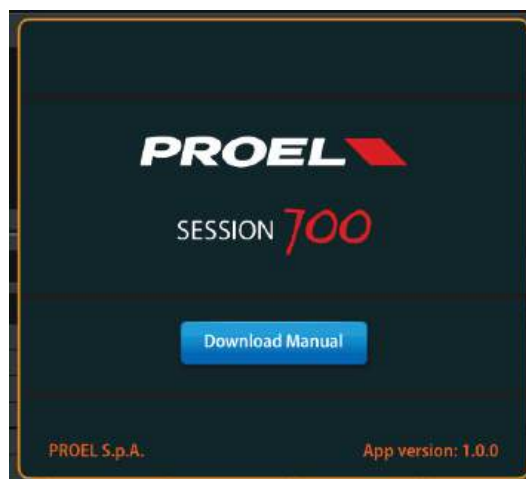 PROEL
SESSION 700
Download Manual
PROEL S.p.A.
App version: 1.0.0